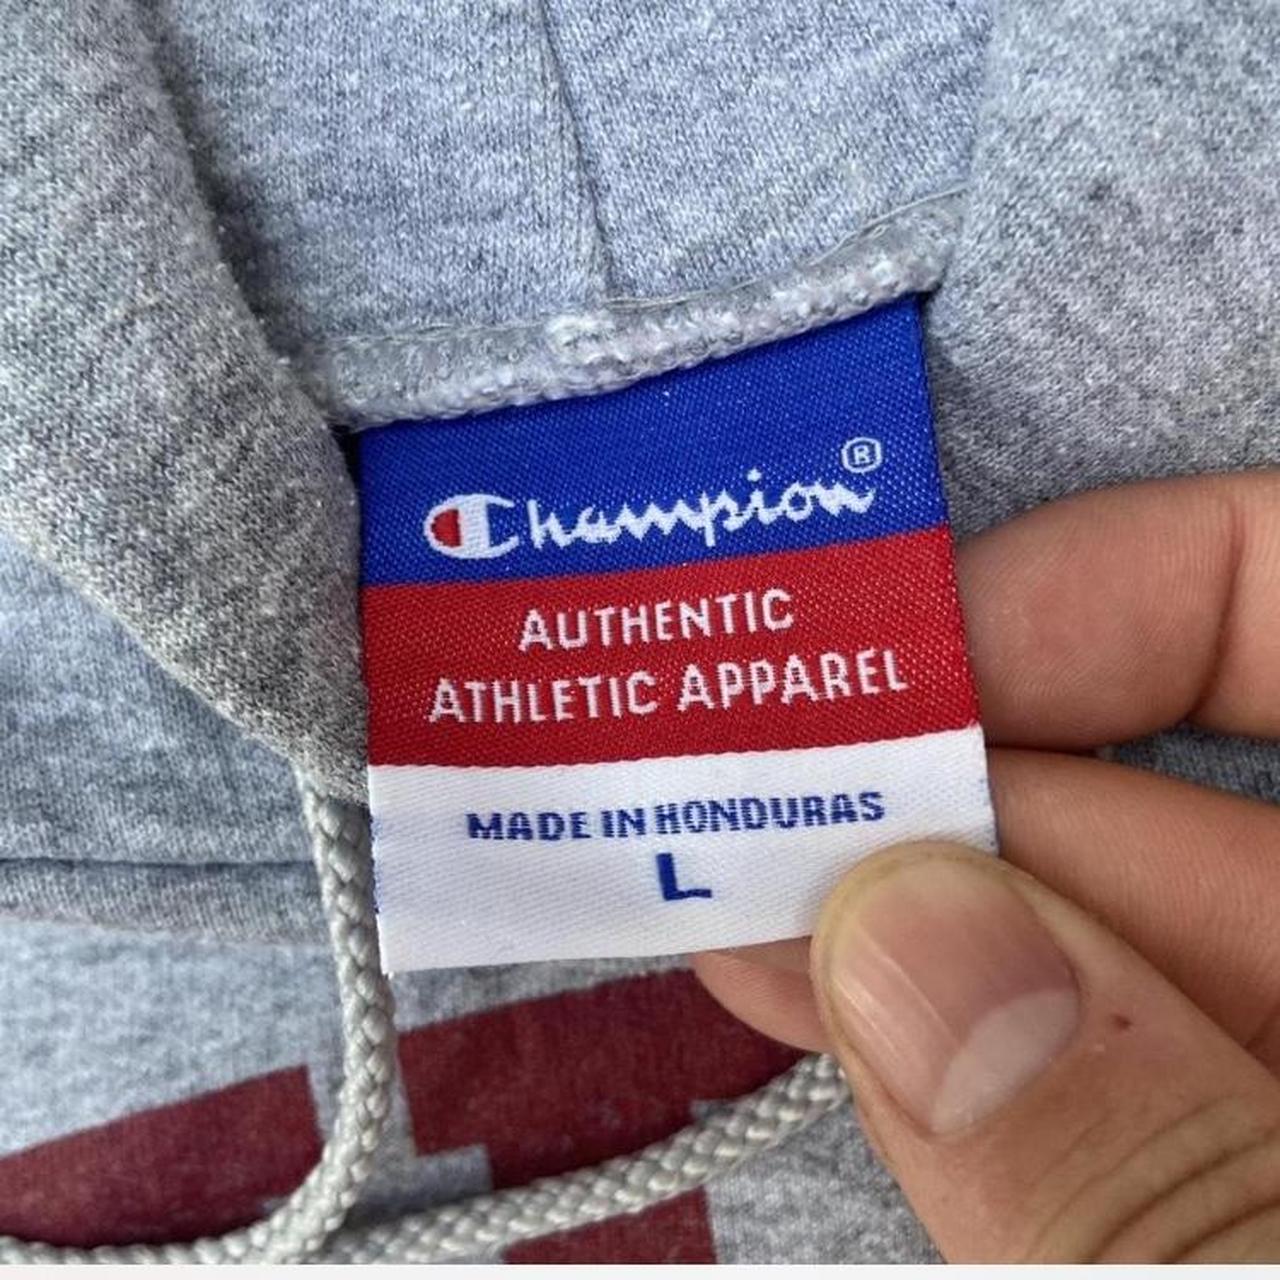 Champion®
AUTHENTIC
ATHLETIC APPAREL
MADE IN HONDURAS
L